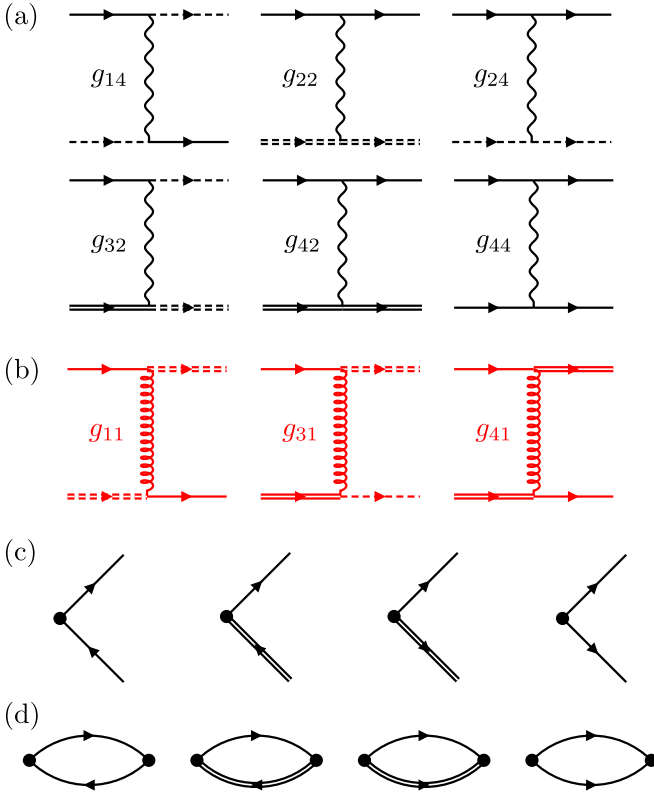 (a)
g₁₄ g₂₂ g₂₄
g₃₂ g₄₂ g₄₄
(b)
g₁₁ g₃₁ g₄₁
(c)
(d)